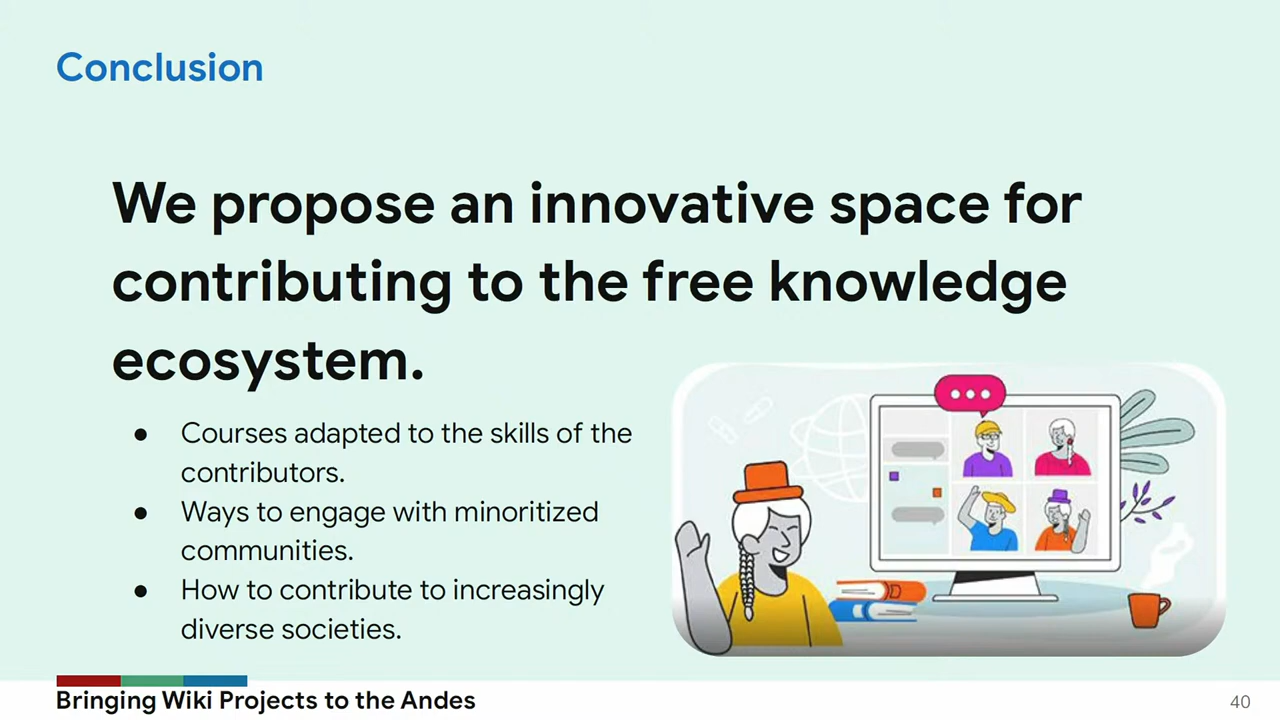 Conclusion
We propose an innovative space for
contributing to the free knowledge
ecosystem.
● Courses adapted to the skills of the
contributors.
● Ways to engage with minoritized
communities.
● How to contribute to increasingly
diverse societies.
Bringing Wiki Projects to the Andes
40